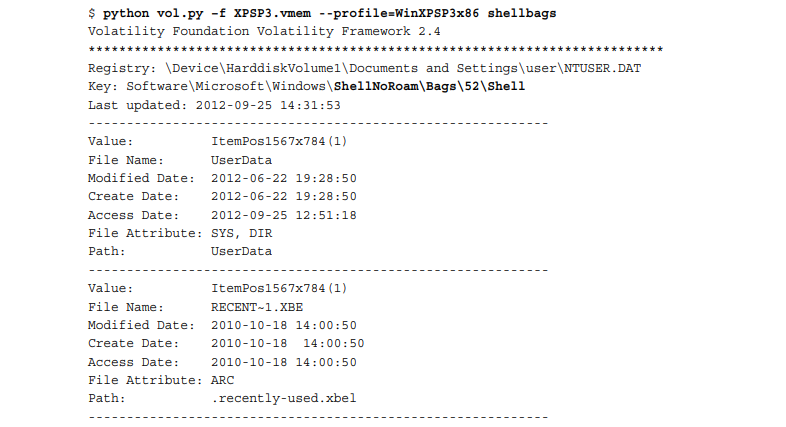 $ python vol.py -f XPSP3.vmem --profile=WinXPSP3x86 shellbags
Volatility Foundation Volatility Framework 2.4
***************************************************************************
Registry: \Device\HarddiskVolume1\Documents and Settings\user\NTUSER.DAT
Key: Software\Microsoft\Windows\ShellNoRoam\Bags\52\Shell
Last updated: 2012-09-25 14:31:53
------------------------------------------------------------
Value:          ItemPos1567x784(1)
File Name:      UserData
Modified Date:  2012-06-22 19:28:50
Create Date:    2012-06-22 19:28:50
Access Date:    2012-09-25 12:51:18
File Attribute: SYS, DIR
Path:           UserData
------------------------------------------------------------
Value:          ItemPos1567x784(1)
File Name:      RECENT~1.XBE
Modified Date:  2010-10-18 14:00:50
Create Date:    2010-10-18  14:00:50
Access Date:    2010-10-18 14:00:50
File Attribute: ARC
Path:           .recently-used.xbel
------------------------------------------------------------